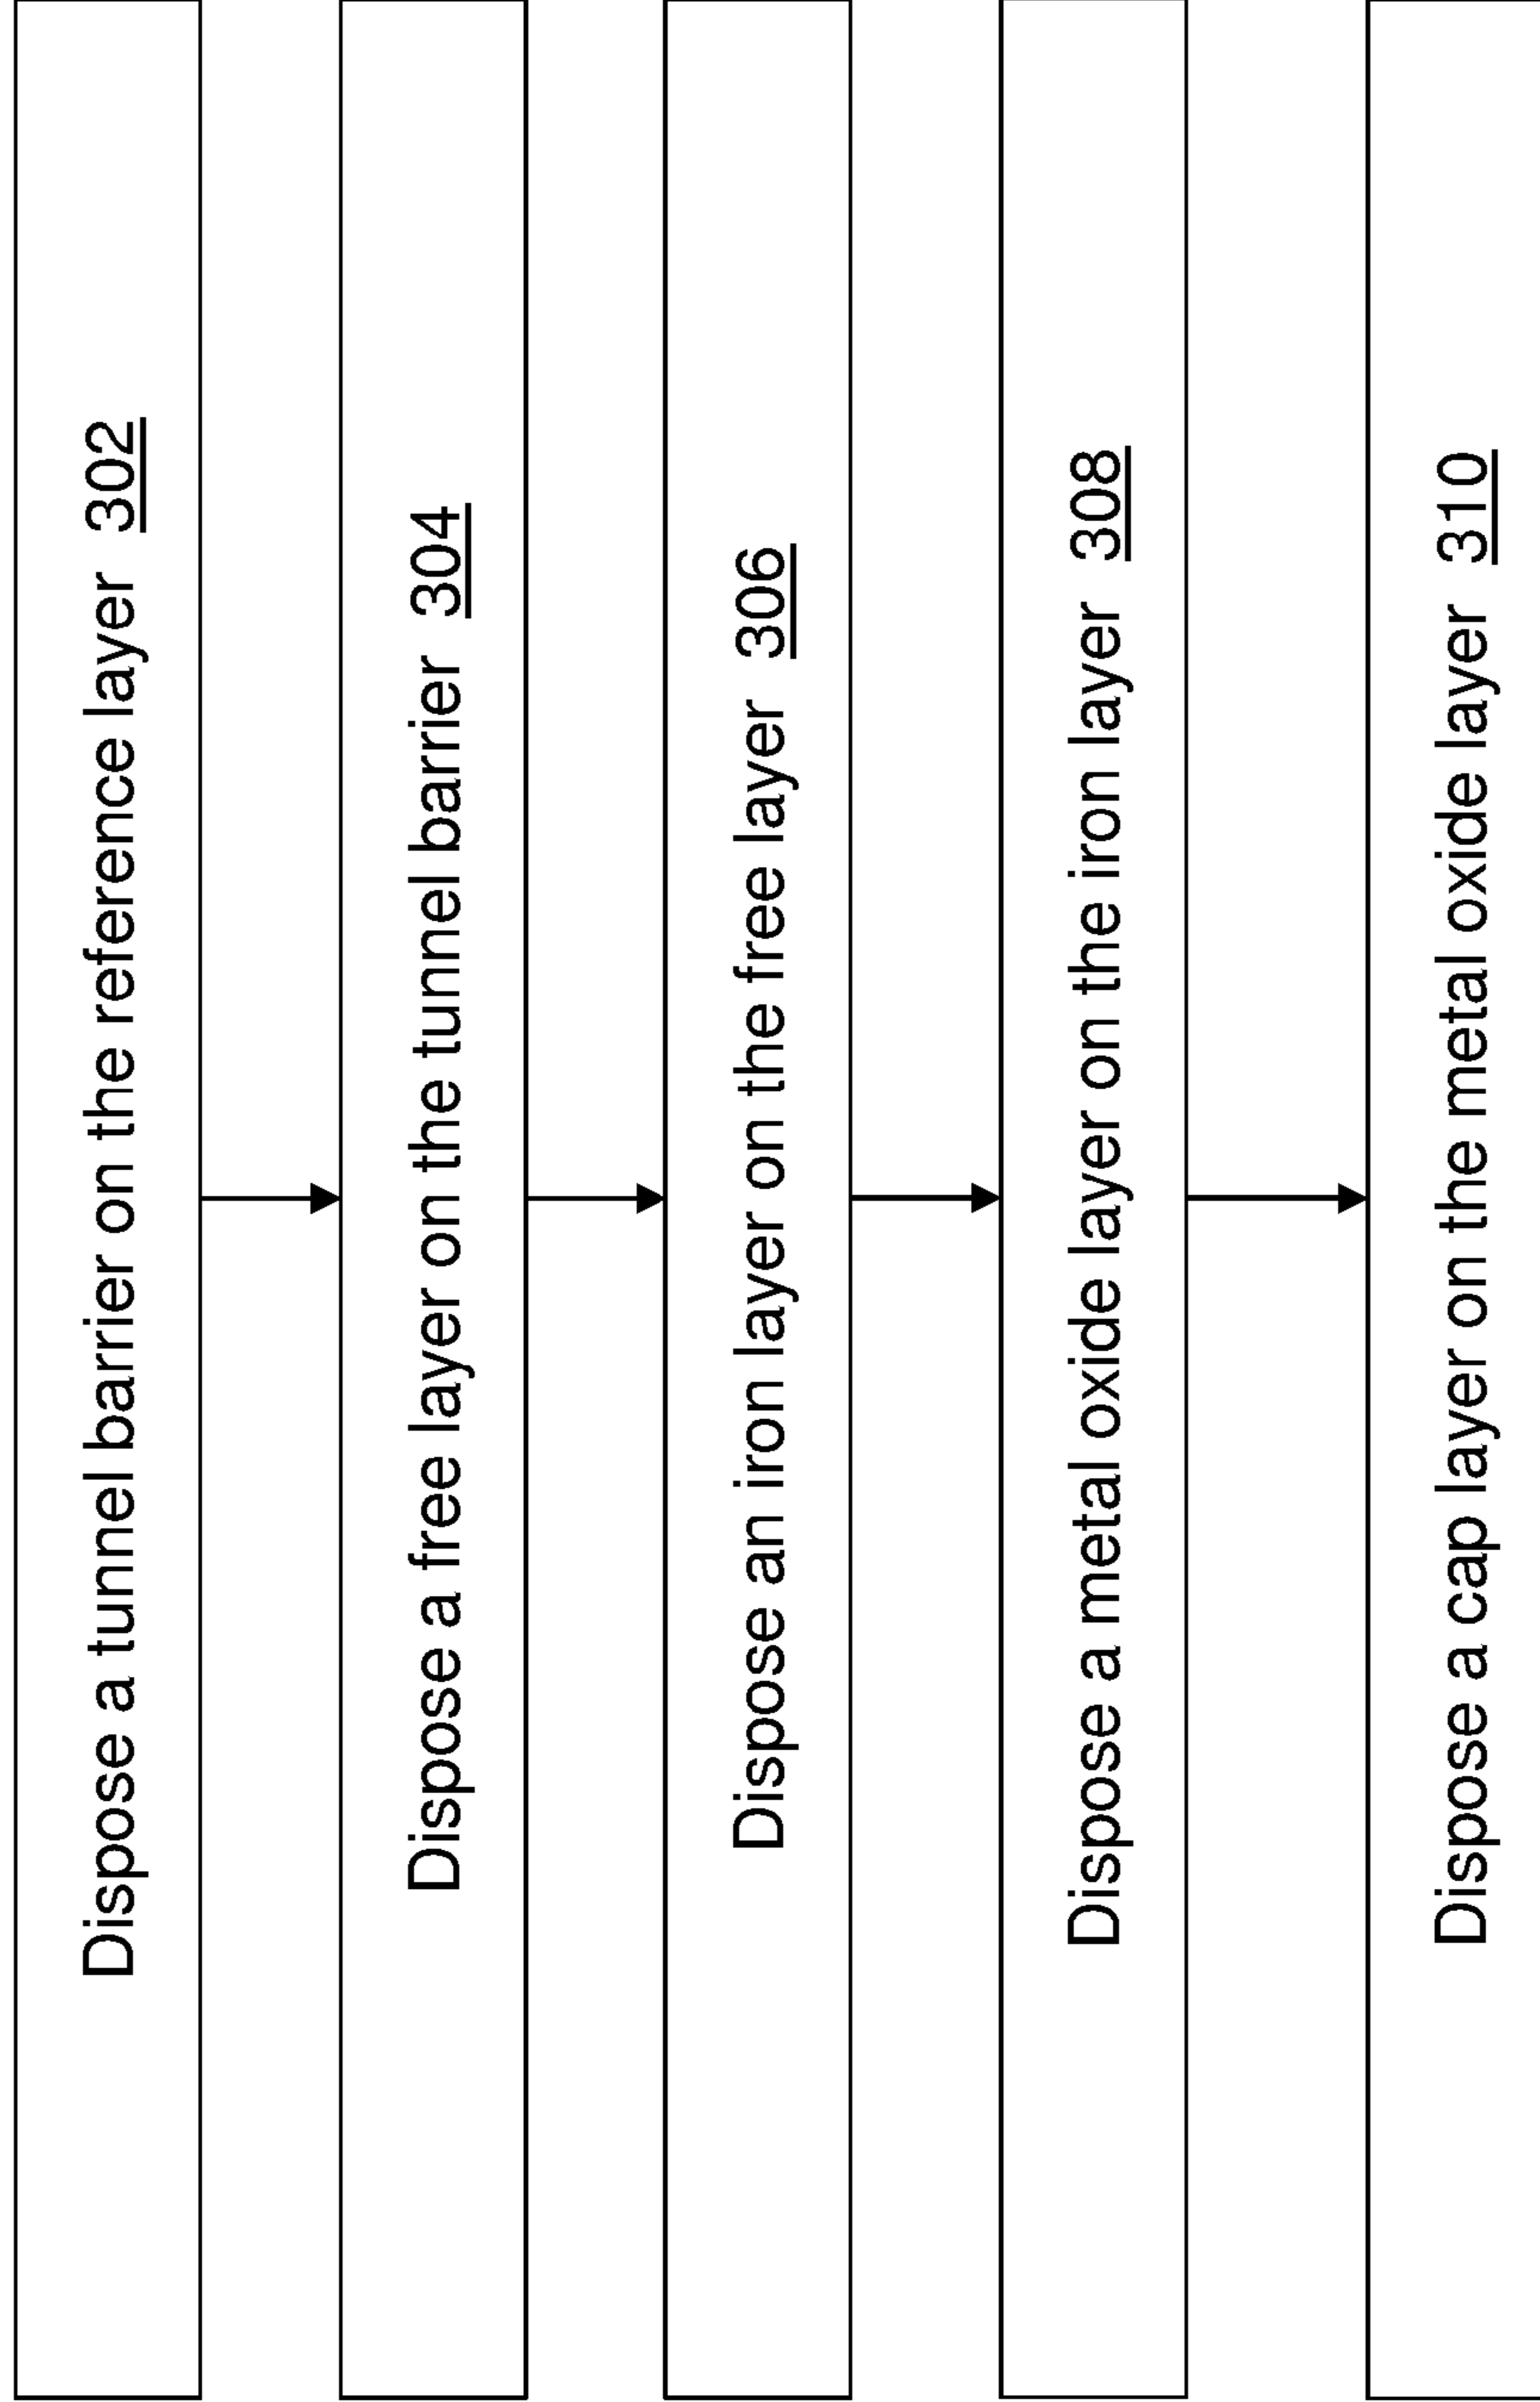 Dispose a tunnel barrier on the reference layer 302
Dispose a free layer on the tunnel barrier 304
Dispose an iron layer on the free layer 306
Dispose a metal oxide layer on the iron layer 308
Dispose a cap layer on the metal oxide layer 310